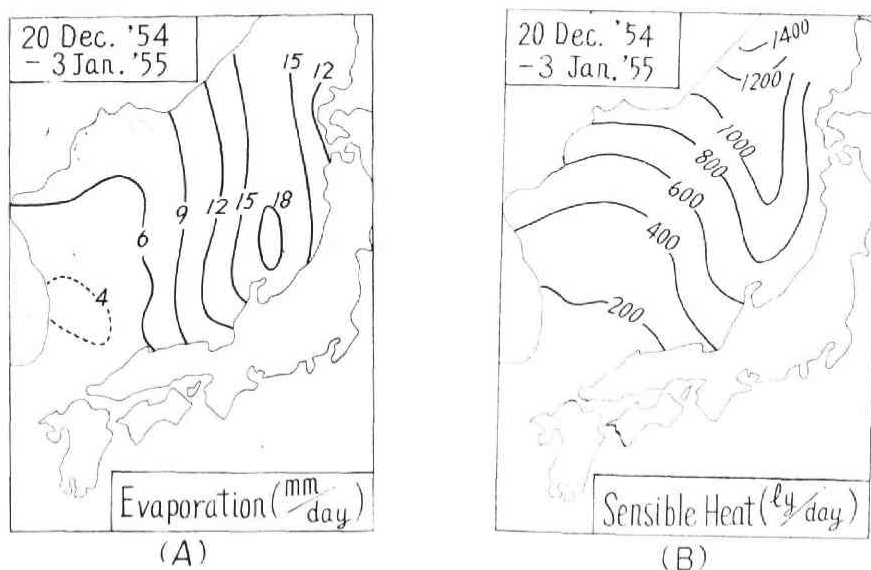 20 Dec. '54
- 3 Jan. '55
15
12
18
15
12
9
6
4
Evaporation (mm/day)
(A)
20 Dec. '54
- 3 Jan. '55
1400
1200
1000
800
600
400
200
Sensible Heat (ly/day)
(B)